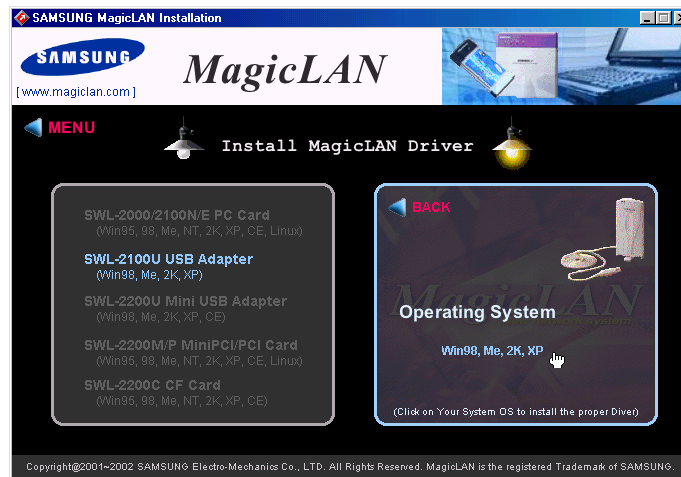 SAMSUNG MagicLAN Installation
SAMSUNG
MagicLAN
[ www.magiclan.com ]
MENU
Install MagicLAN Driver
SWL-2000/2100N/E PC Card
(Win95, 98, Me, NT, 2K, XP, CE, Linux)
SWL-2100U USB Adapter
(Win98, Me, 2K, XP)
SWL-2200U Mini USB Adapter
(Win98, Me, 2K, XP, CE)
SWL-2200M/P MiniPCI/PCI Card
(Win95, 98, Me, NT, 2K, XP, CE, Linux)
SWL-2200C CF Card
(Win95, 98, Me, NT, 2K, XP, CE)
BACK
MagicLAN
Operating System
Win98, Me, 2K, XP
(Click on Your System OS to install the proper Diver)
Copyright@2001~2002 SAMSUNG Electro-Mechanics Co., LTD. All Rights Reserved. MagicLAN is the registered Trademark of SAMSUNG.